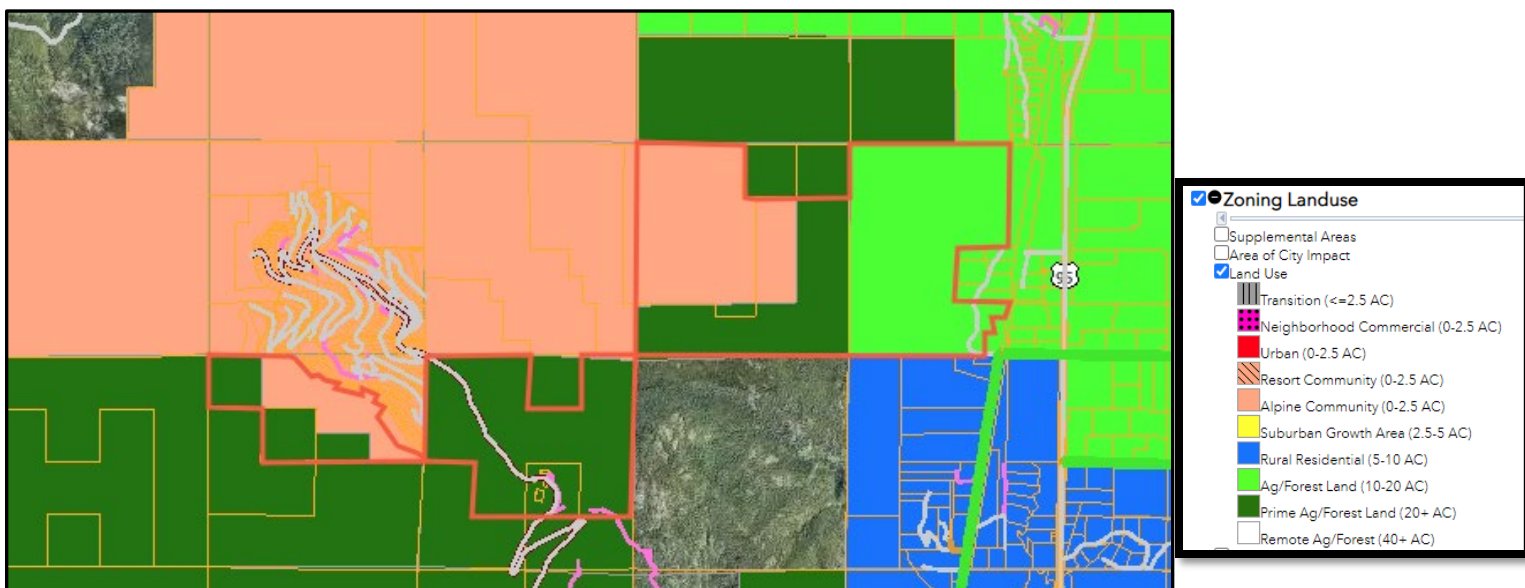 95
Zoning Landuse
Supplemental Areas
Area of City Impact
Land Use
Transition (<=2.5 AC)
Neighborhood Commercial (0-2.5 AC)
Urban (0-2.5 AC)
Resort Community (0-2.5 AC)
Alpine Community (0-2.5 AC)
Suburban Growth Area (2.5-5 AC)
Rural Residential (5-10 AC)
Ag/Forest Land (10-20 AC)
Prime Ag/Forest Land (20+ AC)
Remote Ag/Forest (40+ AC)